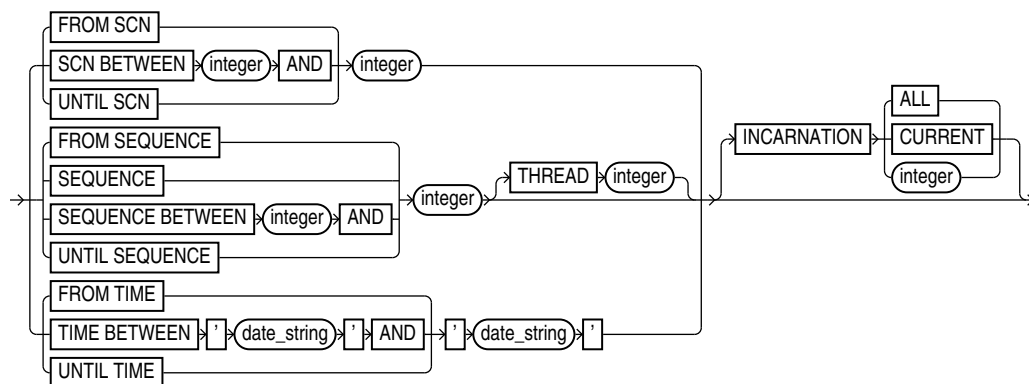 FROM SCN
SCN BETWEEN integer AND integer
UNTIL SCN
FROM SEQUENCE
SEQUENCE
SEQUENCE BETWEEN integer AND integer THREAD integer
UNTIL SEQUENCE
FROM TIME
TIME BETWEEN ' date_string ' AND ' date_string '
UNTIL TIME
ALL
INCARNATION CURRENT
integer